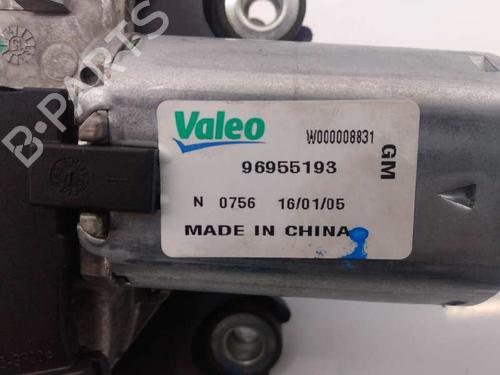 Valeo
W000008831
96955193
GM
N 0756 16/01/05
MADE IN CHINA
B-PARTS